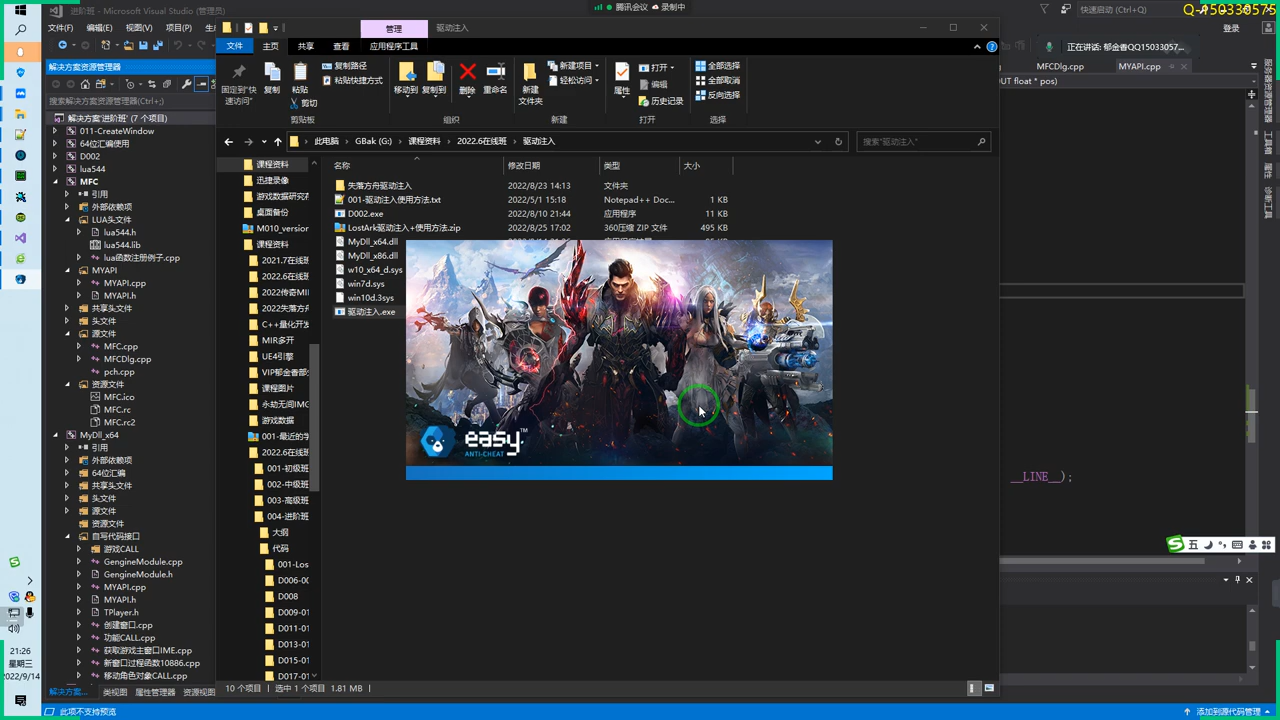 腾讯会议 录制中
进阶班 - Microsoft Visual Studio (管理员)
快速启动 (Ctrl+Q)
Q-150330575
文件(F) 编辑(E) 视图(V) 项目(P)
登录
正在讲话: 郁金香QQ15033057...
解决方案资源管理器
搜索解决方案资源管理器(Ctrl+;)
解决方案'进阶班' (7 个项目)
011-CreateWindow
64位汇编使用
D002
lua544
MFC
引用
外部依赖项
LUA头文件
lua544.h
lua544.lib
lua函数注册例子.cpp
MYAPI
MYAPI.cpp
MYAPI.h
共享头文件
头文件
源文件
MFC.cpp
MFCDlg.cpp
pch.cpp
资源文件
MFC.ico
MFC.rc
MFC.rc2
MyDll_x64
引用
外部依赖项
64位汇编
共享头文件
头文件
源文件
资源文件
自写代码接口
游戏CALL
GengineModule.cpp
GengineModule.h
MYAPI.cpp
MYAPI.h
TPlayer.h
创建窗口.cpp
功能CALL.cpp
获取游戏主窗口IME.cpp
新窗口过程函数10886.cpp
移动角色对象CALL.cpp
解决方案... 类视图 属性管理器 资源视图
此项不支持预览
21:26
星期三
2022/9/14
管理
驱动注入
文件 主页 共享 查看 应用程序工具
固定到"快速访问"
复制
粘贴
复制路径
粘贴快捷方式
剪切
剪贴板
移动到 复制到 删除 重命名
组织
新建文件夹
新建项目
轻松访问
新建
属性
打开
编辑
历史记录
打开
全部选择
全部取消
反向选择
选择
此电脑 GBak (G:) 课程资料 2022.6在线班 驱动注入
搜索"驱动注入"
名称 修改日期 类型 大小
失落方舟驱动注入 2022/8/23 14:13 文件夹
001-驱动注入使用方法.txt 2022/5/1 15:18 Notepad++ Doc... 1 KB
D002.exe 2022/8/10 21:44 应用程序 11 KB
LostArk驱动注入+使用方法.zip 2022/8/25 17:02 360压缩 ZIP 文件 495 KB
MyDll_x64.dll
MyDll_x86.dll
w10_x64_d.sys
win7d.sys
win10d.3sys
驱动注入.exe
课程资料
迅捷录像
游戏数据研究
桌面备份
M010_version
课程资料
2021.7在线班
2022.6在线班
2022传奇MI
2022失落方
C++量化开发
MIR多开
UE4引擎
VIP郁金香部
课程图片
永劫无间IMG
游戏数据
001-最近的
2022.6在线班
001-初级班
002-中级班
003-高级班
004-进阶班
大纲
代码
001-Los
D006-00
D008
D009-01
D011-01
D013-01
D015-01
D017-01
10 个项目 选中 1 个项目 1.81 MB
easy™
ANTI-CHEAT
MFCDlg.cpp MYAPI.cpp
OUT float * pos)
__LINE__);
服务器资源管理器 工具箱 属性 诊断工具
五
添加到源代码管理